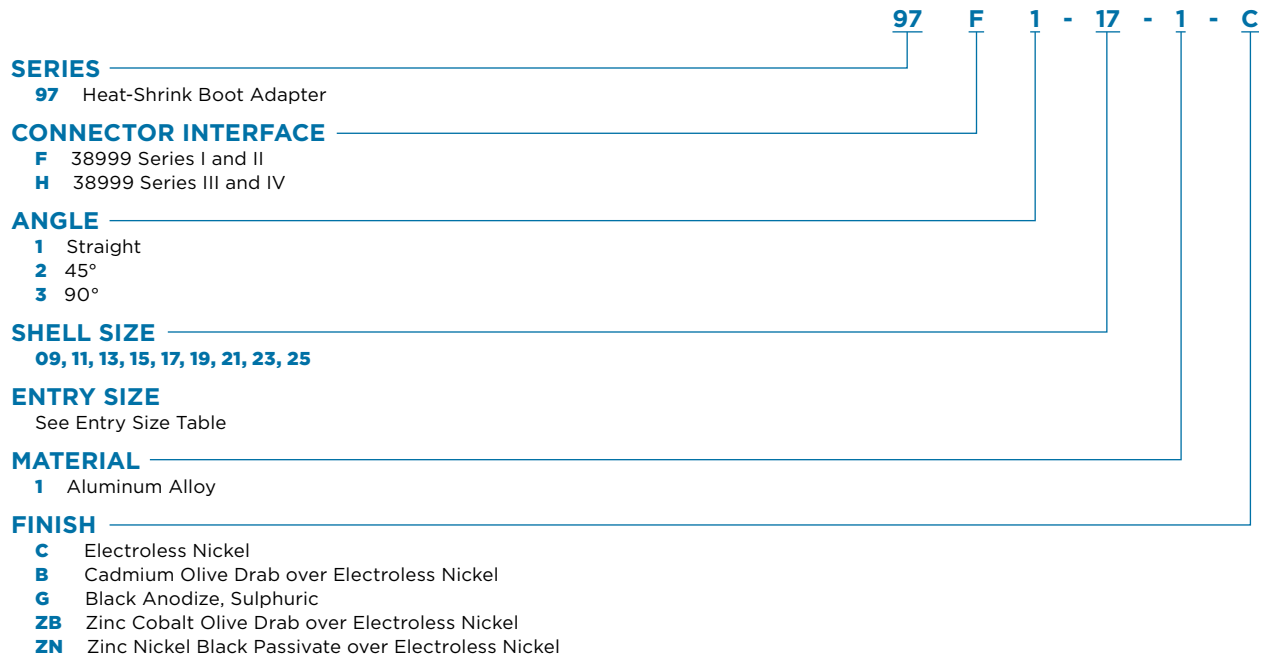 97 F 1 - 17 - 1 - C
SERIES
97 Heat-Shrink Boot Adapter
CONNECTOR INTERFACE
F 38999 Series I and II
H 38999 Series III and IV
ANGLE
1 Straight
2 45°
3 90°
SHELL SIZE
09, 11, 13, 15, 17, 19, 21, 23, 25
ENTRY SIZE
See Entry Size Table
MATERIAL
1 Aluminum Alloy
FINISH
C Electroless Nickel
B Cadmium Olive Drab over Electroless Nickel
G Black Anodize, Sulphuric
ZB Zinc Cobalt Olive Drab over Electroless Nickel
ZN Zinc Nickel Black Passivate over Electroless Nickel